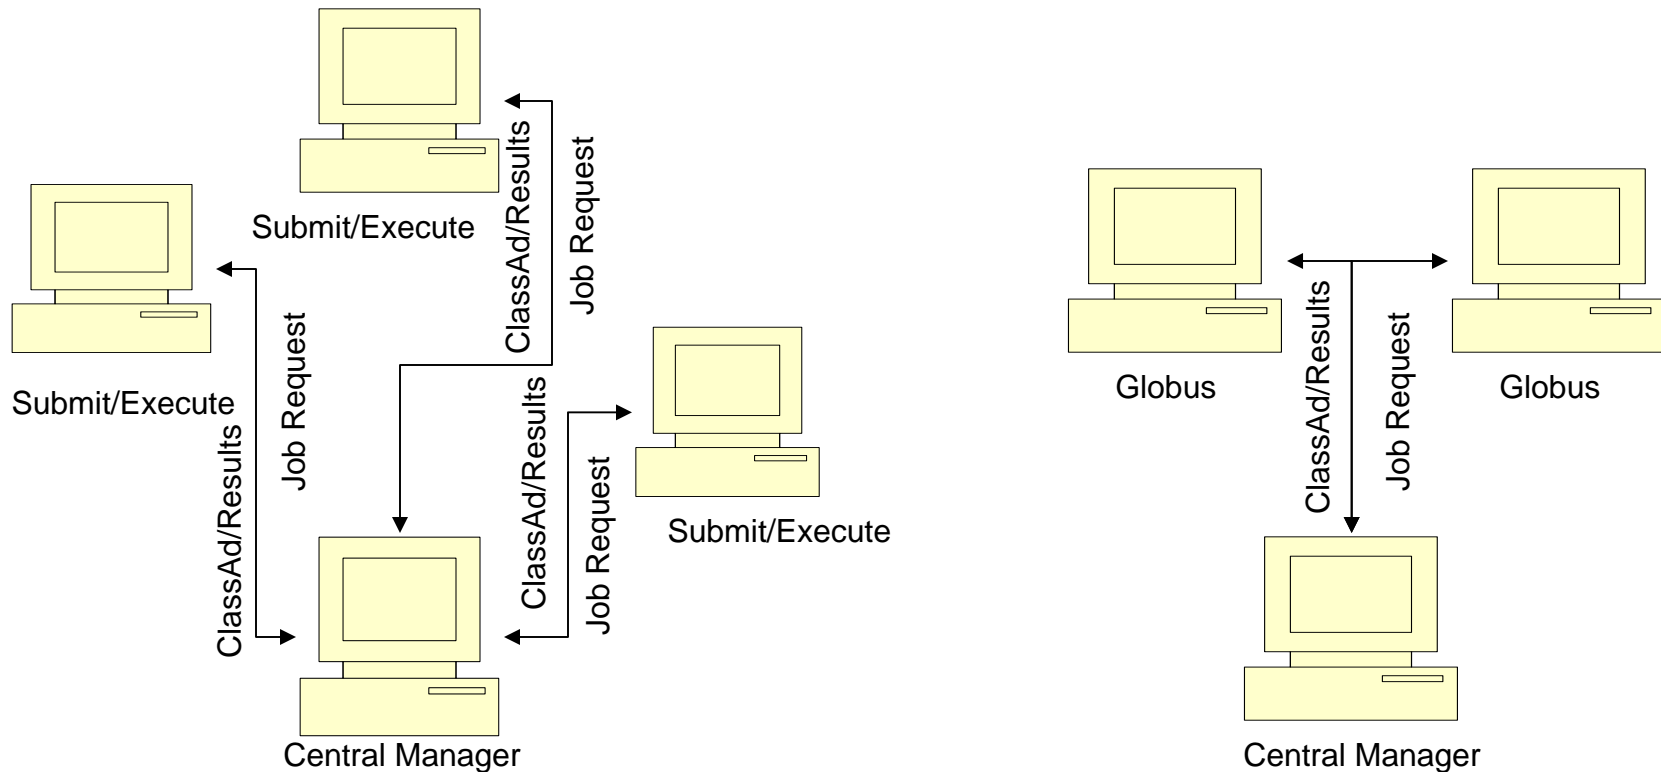 Submit/Execute
Submit/Execute
ClassAd/Results
Job Request
ClassAd/Results
Job Request
ClassAd/Results
Job Request
Submit/Execute
Central Manager
Globus
Globus
ClassAd/Results
Job Request
Central Manager